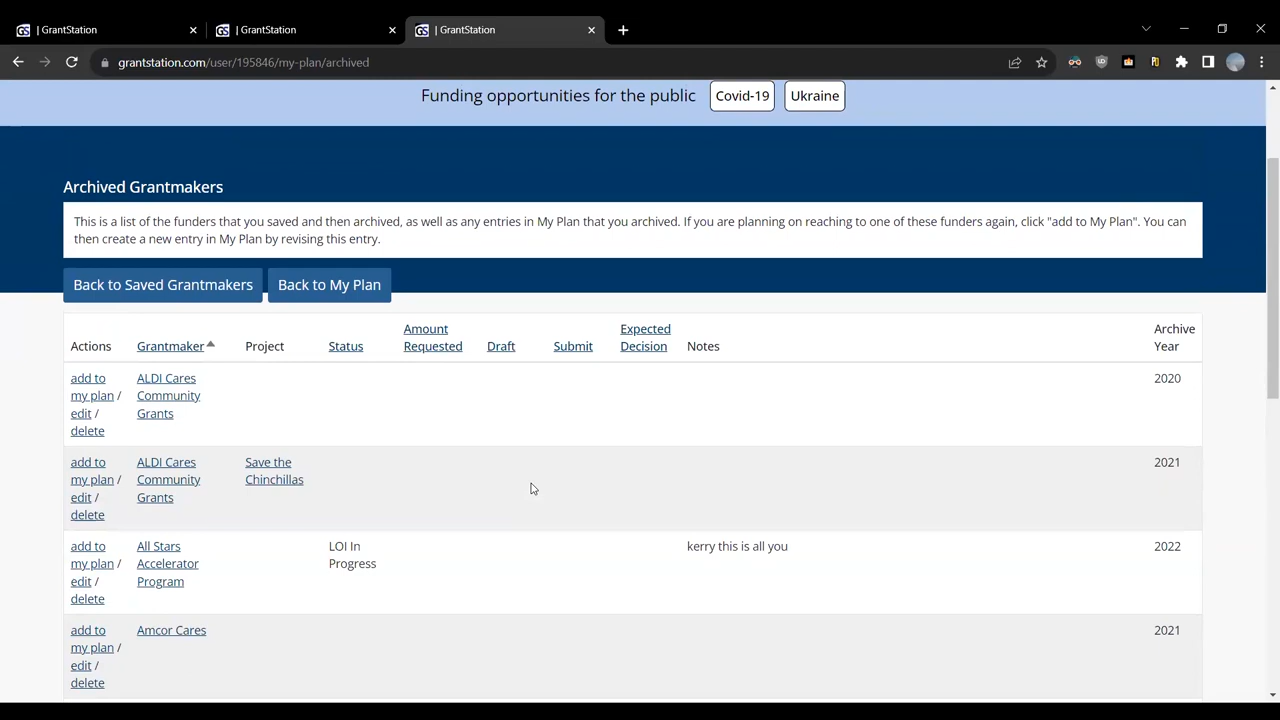 | GrantStation
| GrantStation
| GrantStation
grantstation.com/user/195846/my-plan/archived
Funding opportunities for the public
Covid-19
Ukraine
Archived Grantmakers
This is a list of the funders that you saved and then archived, as well as any entries in My Plan that you archived. If you are planning on reaching to one of these funders again, click "add to My Plan". You can
then create a new entry in My Plan by revising this entry.
Back to Saved Grantmakers
Back to My Plan
Actions
Grantmaker
Project
Status
Amount
Requested
Draft
Submit
Expected
Decision
Notes
Archive
Year
add to
my plan /
edit /
delete
ALDI Cares
Community
Grants
2020
add to
my plan /
edit /
delete
ALDI Cares
Community
Grants
Save the
Chinchillas
2021
add to
my plan /
edit /
delete
All Stars
Accelerator
Program
LOI In
Progress
kerry this is all you
2022
add to
my plan /
edit /
delete
Amcor Cares
2021